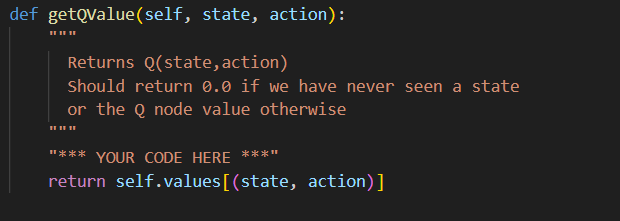 def getQValue(self, state, action):
"""
Returns Q(state,action)
Should return 0.0 if we have never seen a state
or the Q node value otherwise
"""
"*** YOUR CODE HERE ***"
return self.values[(state, action)]